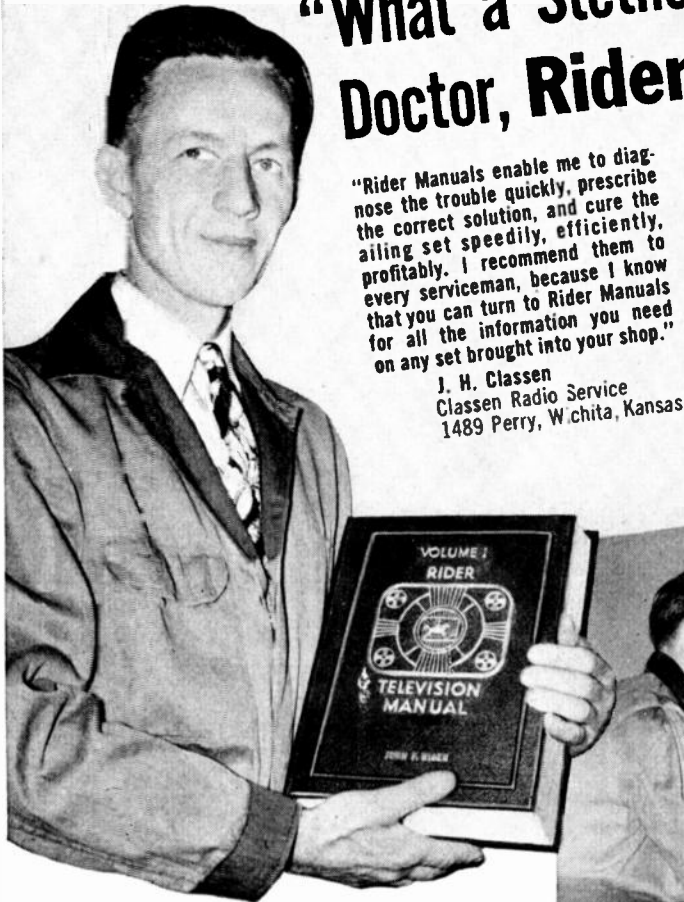 “What a Stetho
Doctor, Rider
“Rider Manuals enable me to diag-
nose the trouble quickly, prescribe
the correct solution, and cure the
ailing set speedily, efficiently,
profitably. I recommend them to
every serviceman, because I know
that you can turn to Rider Manuals
for all the information you need
on any set brought into your shop.”
J. H. Classen
Classen Radio Service
1489 Perry, Wichita, Kansas
VOLUME I
RIDER
TELEVISION
MANUAL
JOHN F. RIDER